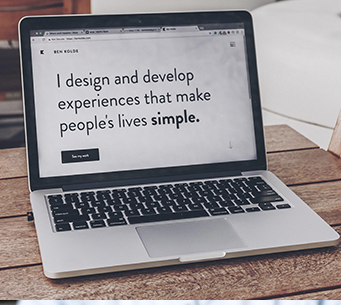 BEN KOLDE
I design and develop
experiences that make
people's lives simple.
See my work